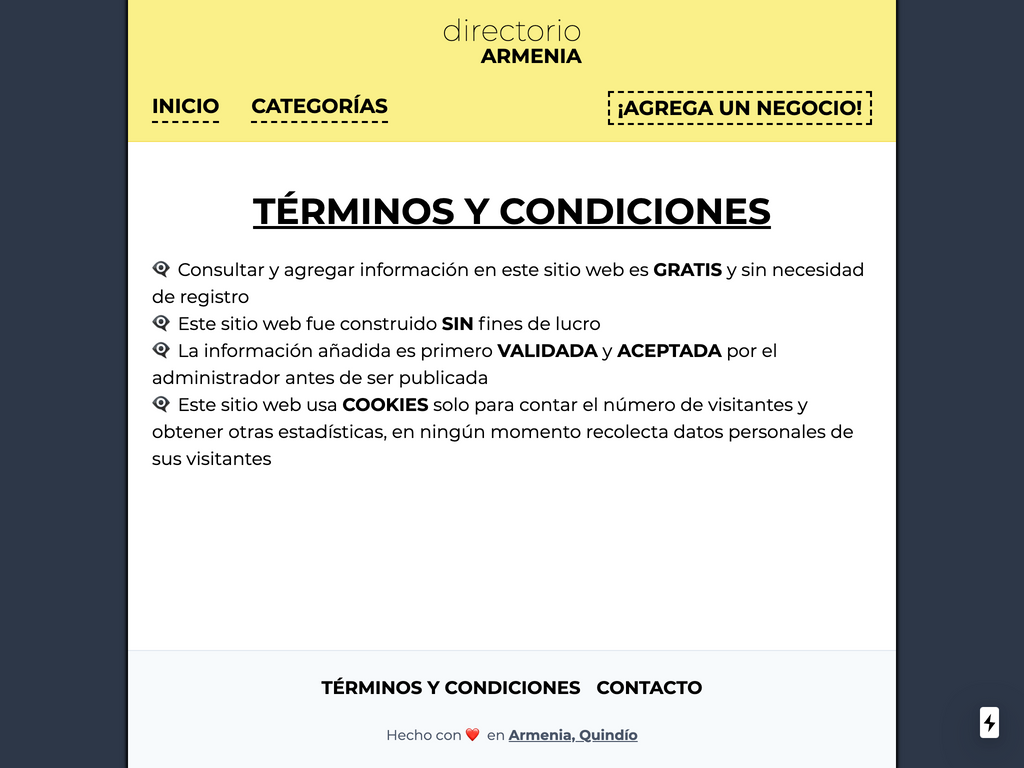 directorio
ARMENIA
INICIO CATEGORÍAS ¡AGREGA UN NEGOCIO!
TÉRMINOS Y CONDICIONES
👁️‍🗨️ Consultar y agregar información en este sitio web es GRATIS y sin necesidad
de registro
👁️‍🗨️ Este sitio web fue construido SIN fines de lucro
👁️‍🗨️ La información añadida es primero VALIDADA y ACEPTADA por el
administrador antes de ser publicada
👁️‍🗨️ Este sitio web usa COOKIES solo para contar el número de visitantes y
obtener otras estadísticas, en ningún momento recolecta datos personales de
sus visitantes
TÉRMINOS Y CONDICIONES CONTACTO
Hecho con ❤️ en Armenia, Quindío